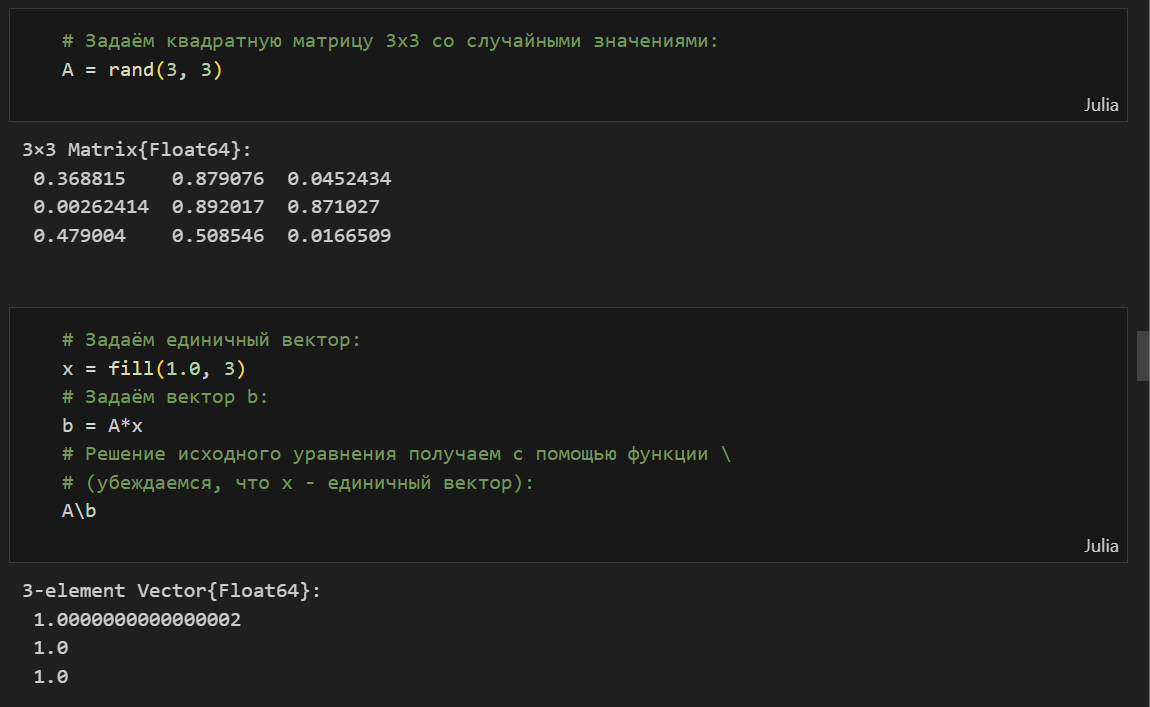 # Задаём квадратную матрицу 3x3 со случайными значениями:
A = rand(3, 3)
Julia
3×3 Matrix{Float64}:
 0.368815    0.879076  0.0452434
 0.00262414  0.892017  0.871027
 0.479004    0.508546  0.0166509
# Задаём единичный вектор:
x = fill(1.0, 3)
# Задаём вектор b:
b = A*x
# Решение исходного уравнения получаем с помощью функции \
# (убеждаемся, что x - единичный вектор):
A\b
Julia
3-element Vector{Float64}:
 1.0000000000000002
 1.0
 1.0